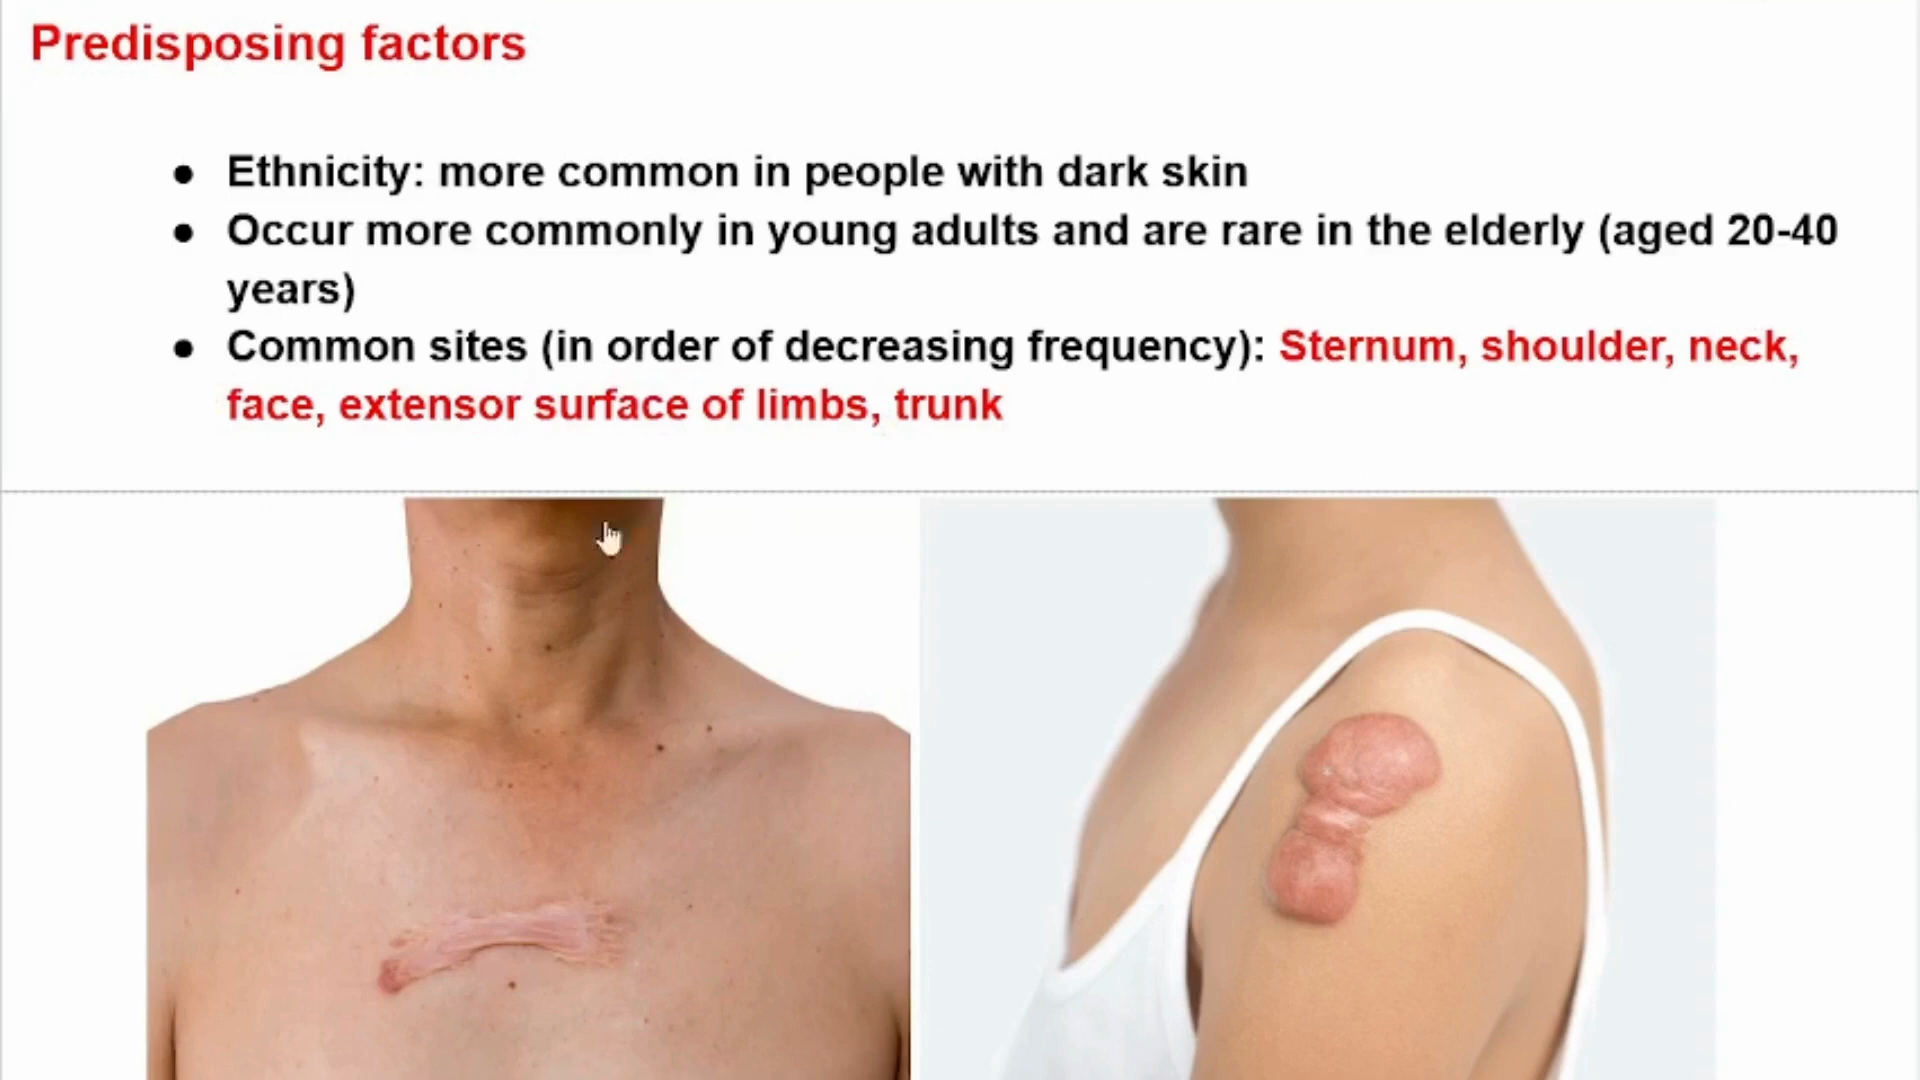 Predisposing factors
● Ethnicity: more common in people with dark skin
● Occur more commonly in young adults and are rare in the elderly (aged 20-40
years)
● Common sites (in order of decreasing frequency): Sternum, shoulder, neck,
face, extensor surface of limbs, trunk